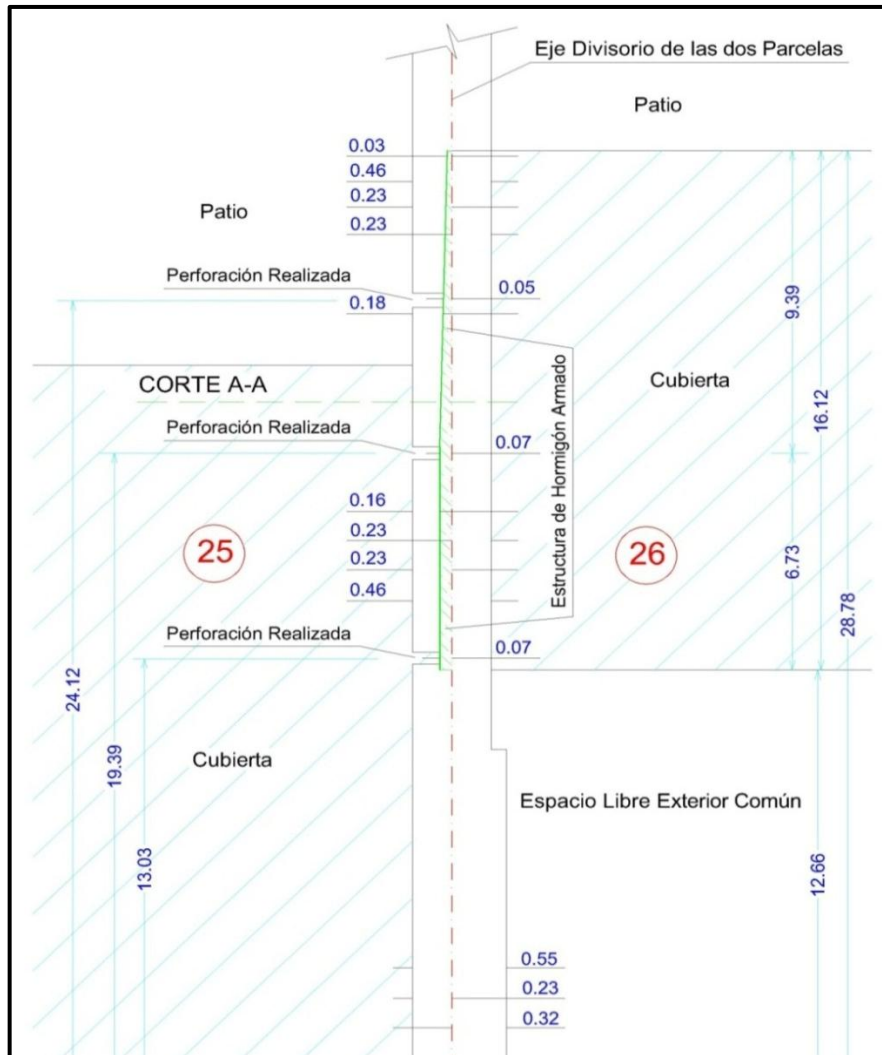 Eje Divisorio de las dos Parcelas
Patio
0.03
0.46
0.23
0.23
Patio
Perforación Realizada
0.05
0.18
9.39
16.12
CORTE A-A
Cubierta
Perforación Realizada
0.07
Estructura de Hormigón Armado
0.16
0.23
0.23
0.46
25
26
6.73
28.78
Perforación Realizada
0.07
24.12
19.39
13.03
Cubierta
Espacio Libre Exterior Común
12.66
0.55
0.23
0.32